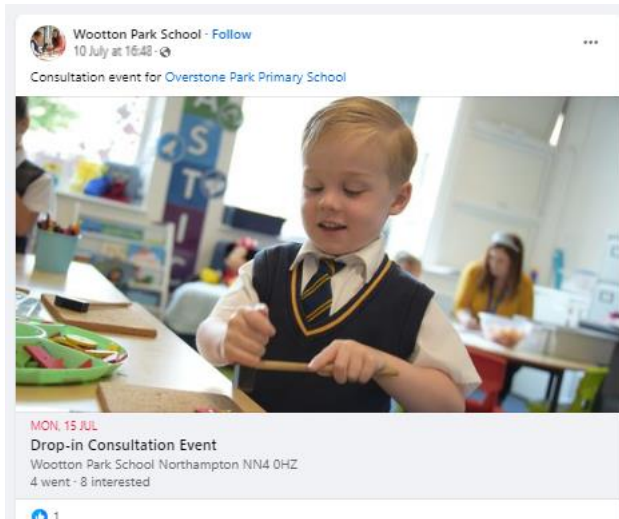 Wootton Park School · Follow
10 July at 16:48 ·
Consultation event for Overstone Park Primary School
A
S
T
I
MON, 15 JUL
Drop-in Consultation Event
Wootton Park School Northampton NN4 0HZ
4 went · 8 interested
1